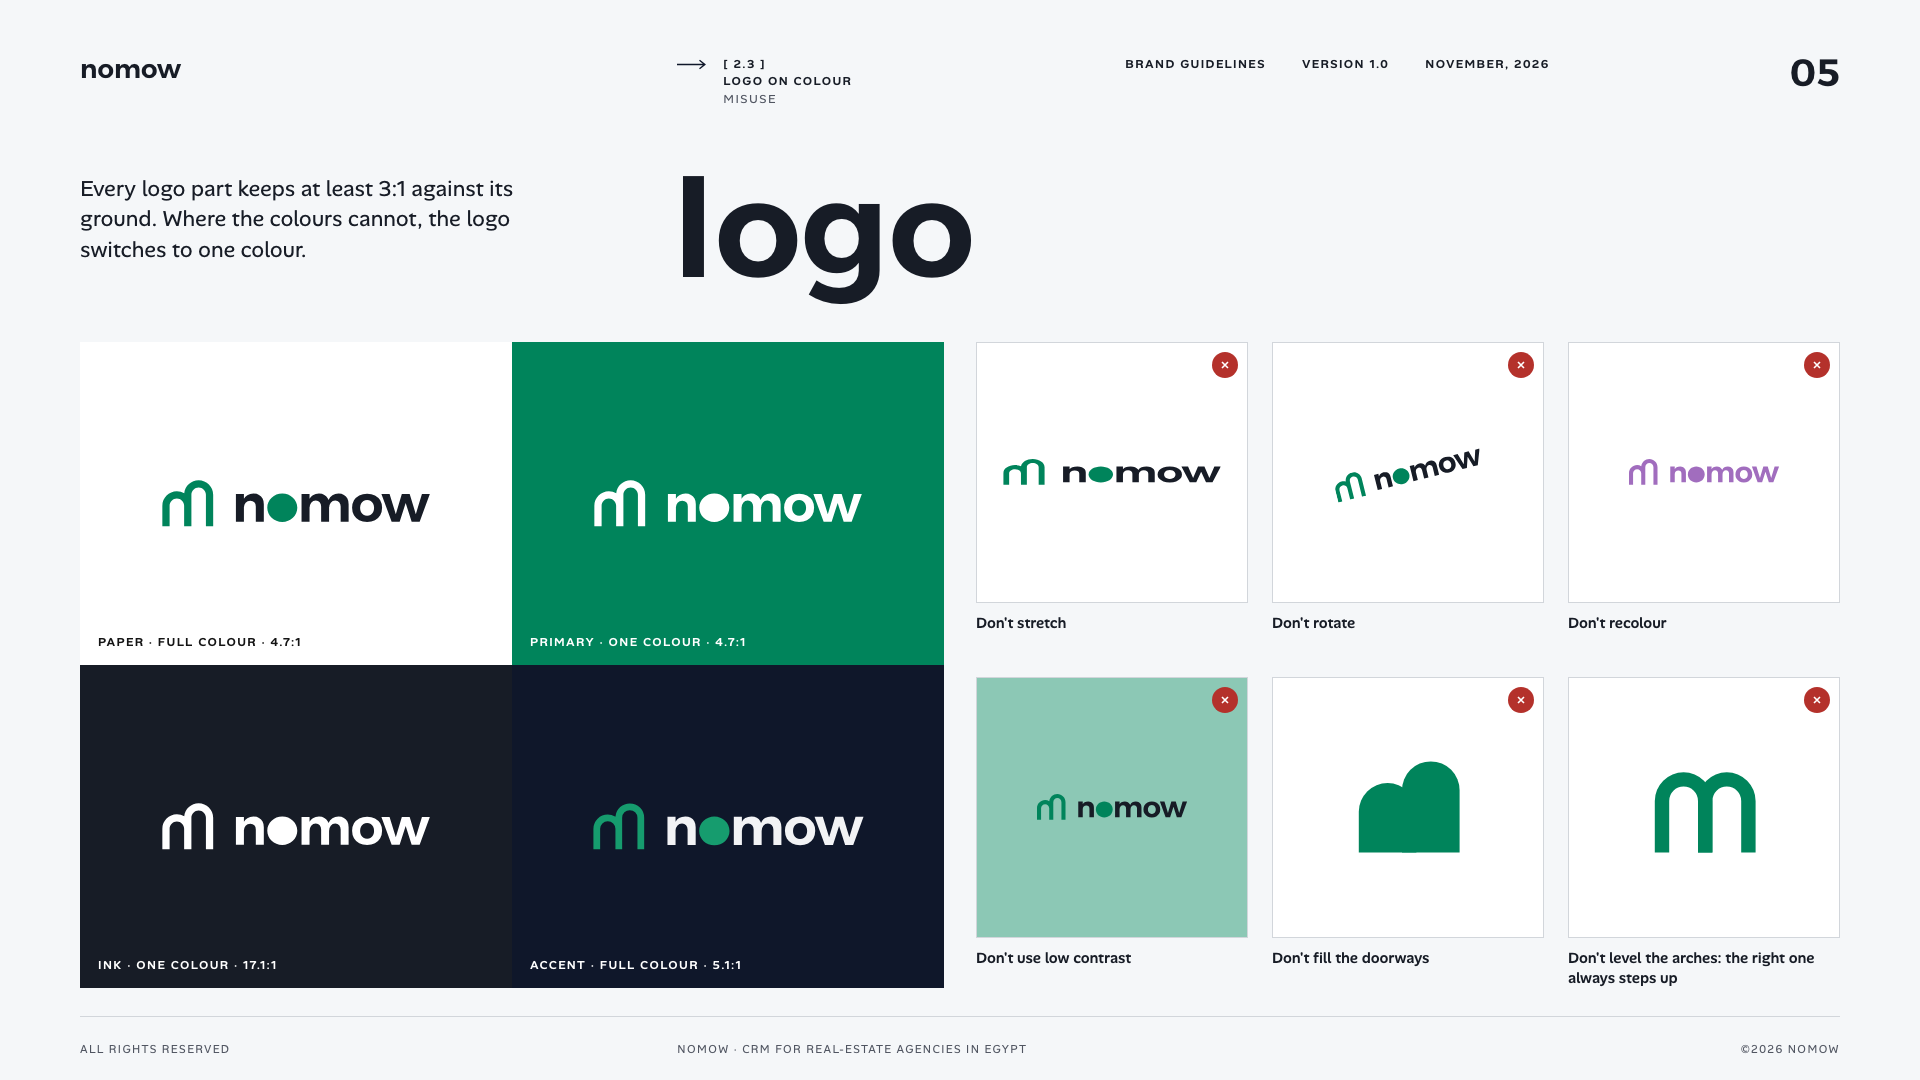 nomow
[ 2.3 ]
LOGO ON COLOUR
MISUSE
BRAND GUIDELINES
VERSION 1.0
NOVEMBER, 2026
05
Every logo part keeps at least 3:1 against its
ground. Where the colours cannot, the logo
switches to one colour.
logo
nomow
PAPER · FULL COLOUR · 4.7:1
nomow
PRIMARY · ONE COLOUR · 4.7:1
nomow
INK · ONE COLOUR · 17.1:1
nomow
ACCENT · FULL COLOUR · 5.1:1
nomow
Don't stretch
nomow
Don't rotate
nomow
Don't recolour
nomow
Don't use low contrast
Don't fill the doorways
Don't level the arches: the right one
always steps up
ALL RIGHTS RESERVED
NOMOW · CRM FOR REAL-ESTATE AGENCIES IN EGYPT
©2026 NOMOW